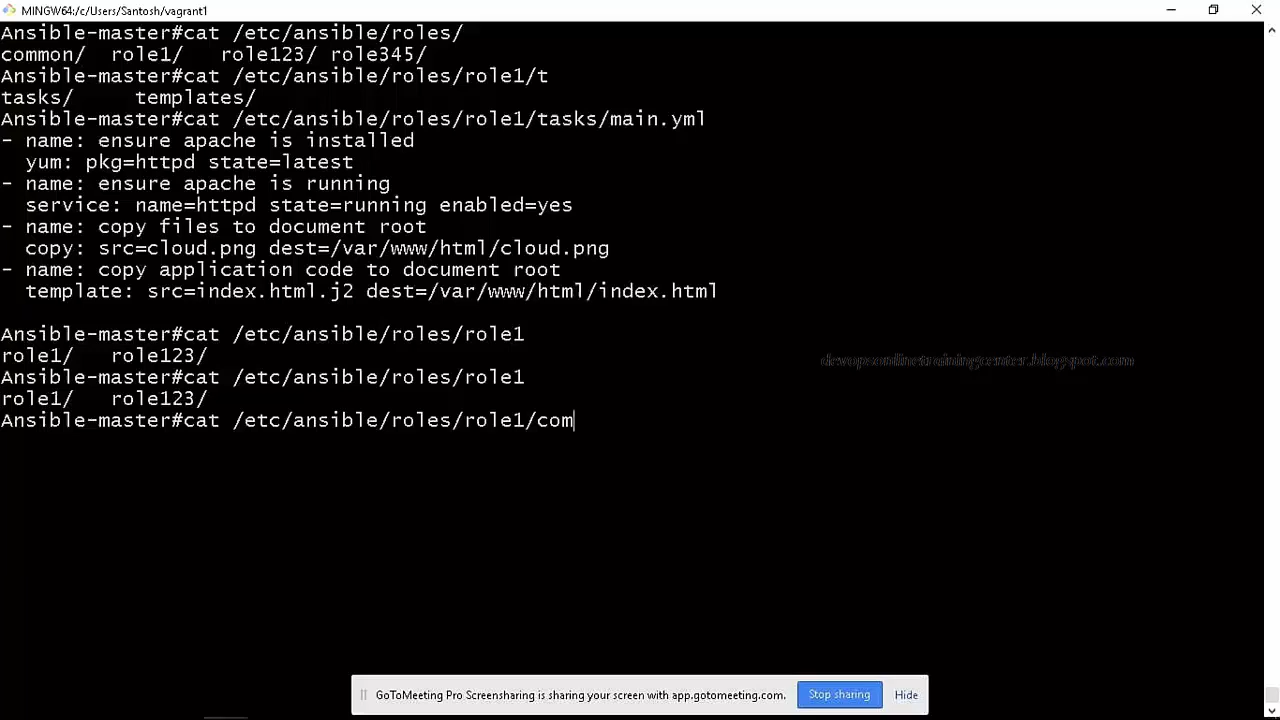 MINGW64:/c/Users/Santosh/vagrant1
Ansible-master#cat /etc/ansible/roles/
common/ role1/ role123/ role345/
Ansible-master#cat /etc/ansible/roles/role1/t
tasks/ templates/
Ansible-master#cat /etc/ansible/roles/role1/tasks/main.yml
- name: ensure apache is installed
yum: pkg=httpd state=latest
- name: ensure apache is running
service: name=httpd state=running enabled=yes
- name: copy files to document root
copy: src=cloud.png dest=/var/www/html/cloud.png
- name: copy application code to document root
template: src=index.html.j2 dest=/var/www/html/index.html
Ansible-master#cat /etc/ansible/roles/role1
role1/ role123/
devopsonlinetrainingcenter.blogspot.com
Ansible-master#cat /etc/ansible/roles/role1
role1/ role123/
Ansible-master#cat /etc/ansible/roles/role1/com
GoToMeeting Pro Screensharing is sharing your screen with app.gotomeeting.com. Stop sharing Hide